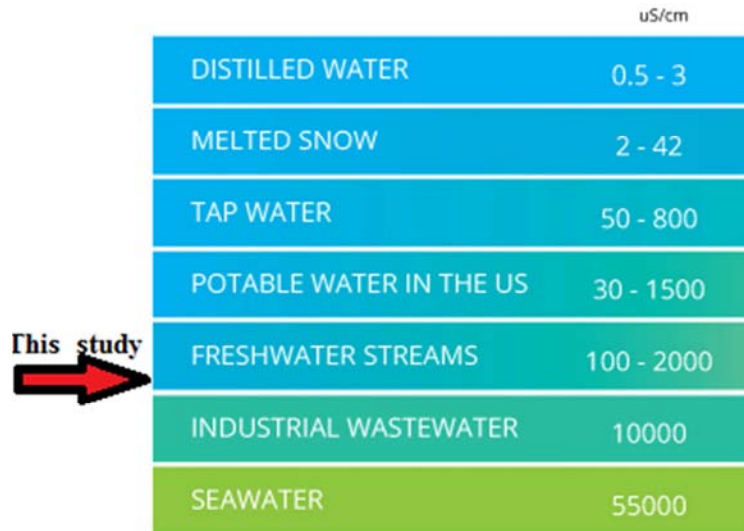 uS/cm
DISTILLED WATER 0.5 - 3
MELTED SNOW 2 - 42
TAP WATER 50 - 800
POTABLE WATER IN THE US 30 - 1500
This study
FRESHWATER STREAMS 100 - 2000
INDUSTRIAL WASTEWATER 10000
SEAWATER 55000